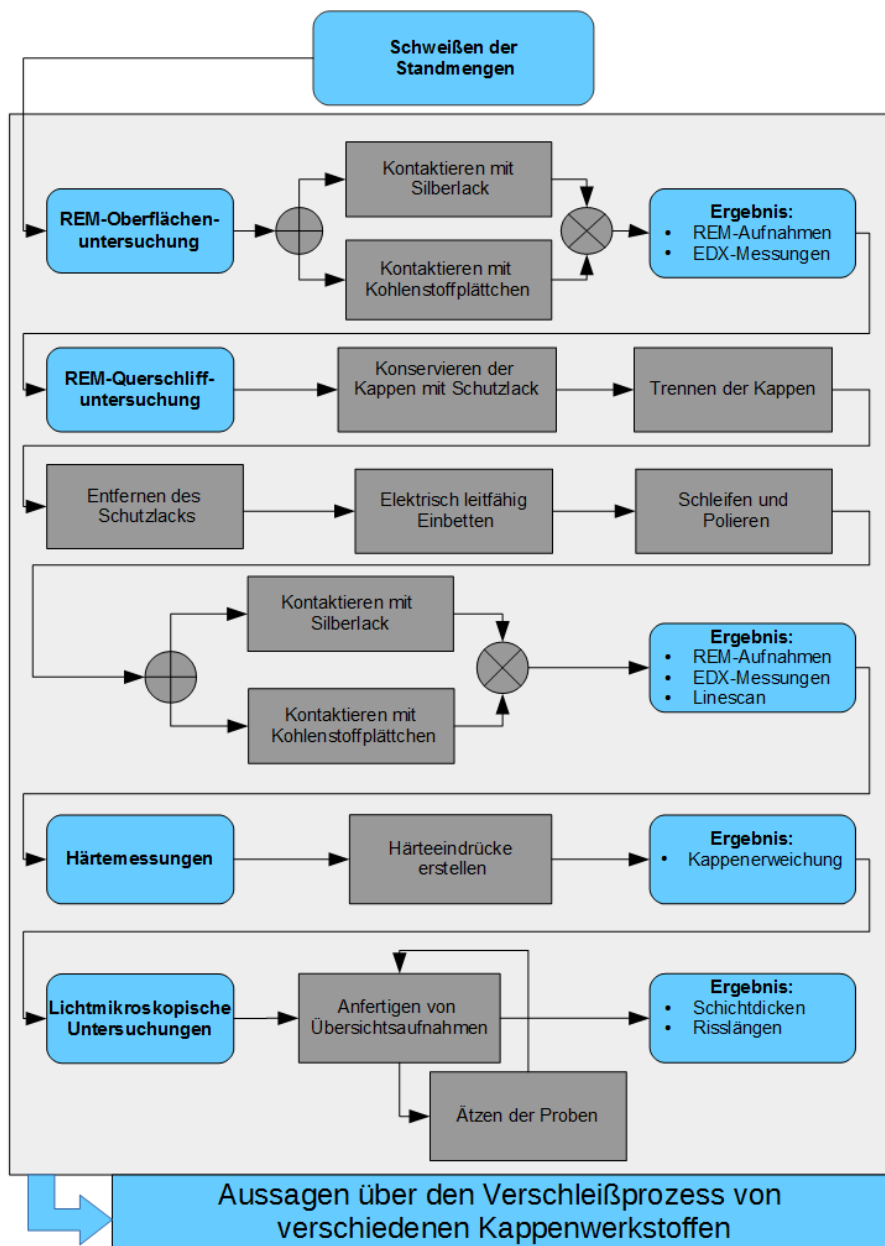 Schweißen der
Standmengen
REM-Oberflächen-
untersuchung
Kontaktieren mit
Silberlack
Kontaktieren mit
Kohlenstoffplättchen
Ergebnis:
• REM-Aufnahmen
• EDX-Messungen
REM-Querschliff-
untersuchung
Konservieren der
Kappen mit Schutzlack
Trennen der Kappen
Entfernen des
Schutzlacks
Elektrisch leitfähig
Einbetten
Schleifen und
Polieren
Kontaktieren mit
Silberlack
Kontaktieren mit
Kohlenstoffplättchen
Ergebnis:
• REM-Aufnahmen
• EDX-Messungen
• Linescan
Härtemessungen
Härteeindrücke
erstellen
Ergebnis:
• Kappenerweichung
Lichtmikroskopische
Untersuchungen
Anfertigen von
Übersichtsaufnahmen
Ätzen der Proben
Ergebnis:
• Schichtdicken
• Risslängen
Aussagen über den Verschleißprozess von
verschiedenen Kappenwerkstoffen